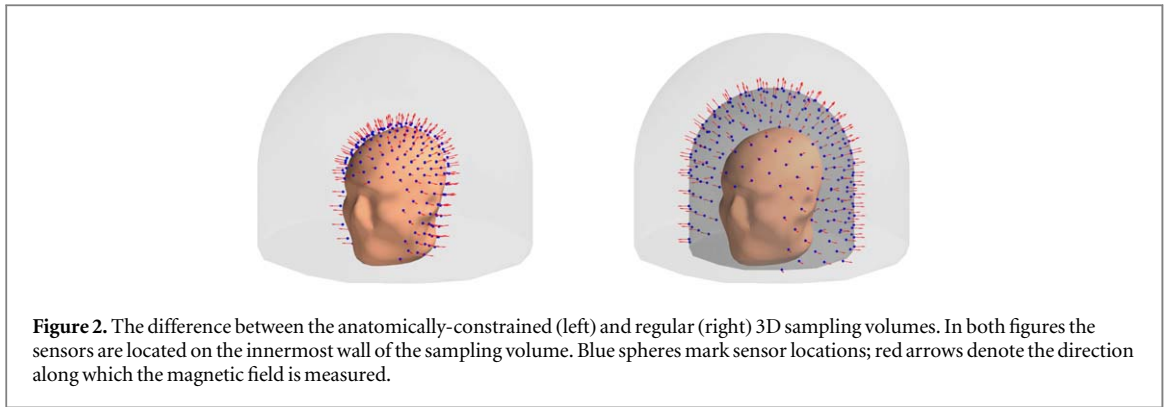 Figure 2. The difference between the anatomically-constrained (left) and regular (right) 3D sampling volumes. In both figures the
sensors are located on the innermost wall of the sampling volume. Blue spheres mark sensor locations; red arrows denote the direction
along which the magnetic field is measured.